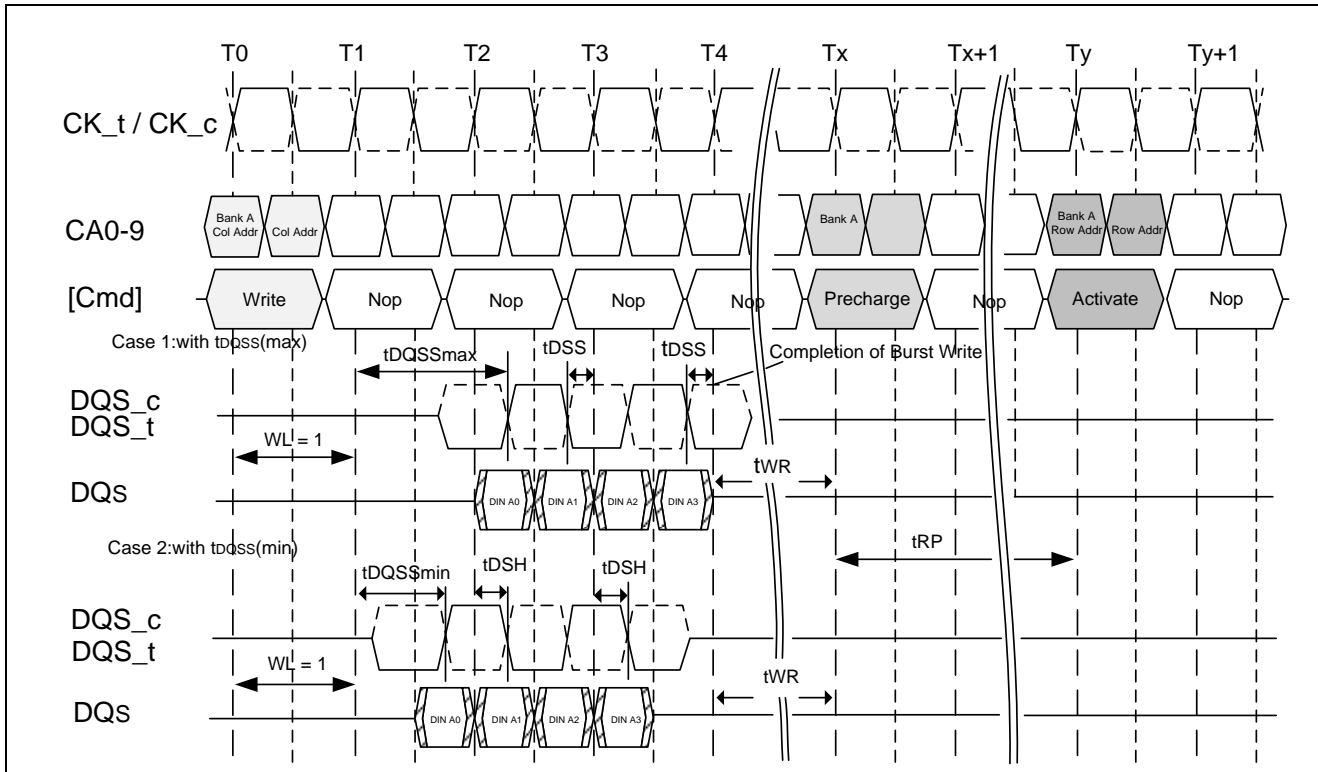 T0 T1 T2 T3 T4 Tx Tx+1 Ty Ty+1
CK_t / CK_c
CA0-9
Bank A
Col Addr
Col Addr
Bank A
Bank A
Row Addr
Row Addr
[Cmd]
Write
Nop
Nop
Nop
Nop
Precharge
Nop
Activate
Nop
Case 1:with tDQSS(max)
tDQSSmax
tDSS
tDSS
Completion of Burst Write
DQS_c
DQS_t
WL = 1
DQs
DIN A0
DIN A1
DIN A2
DIN A3
tWR
Case 2:with tDQSS(min)
tRP
tDQSSmin
tDSH
tDSH
DQS_c
DQS_t
WL = 1
tWR
DQs
DIN A0
DIN A1
DIN A2
DIN A3